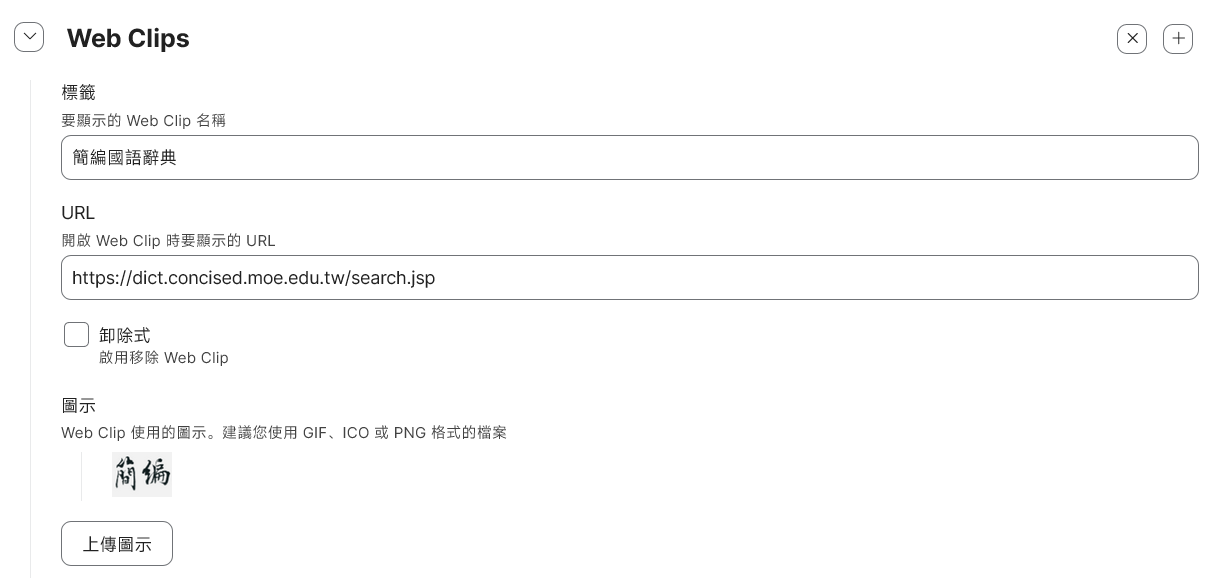 Web Clips
標籤
要顯示的 Web Clip 名稱
簡編國語辭典
URL
開啟 Web Clip 時要顯示的 URL
https://dict.concised.moe.edu.tw/search.jsp
卸除式
啟用移除 Web Clip
圖示
Web Clip 使用的圖示。建議您使用 GIF、ICO 或 PNG 格式的檔案
簡編
上傳圖示